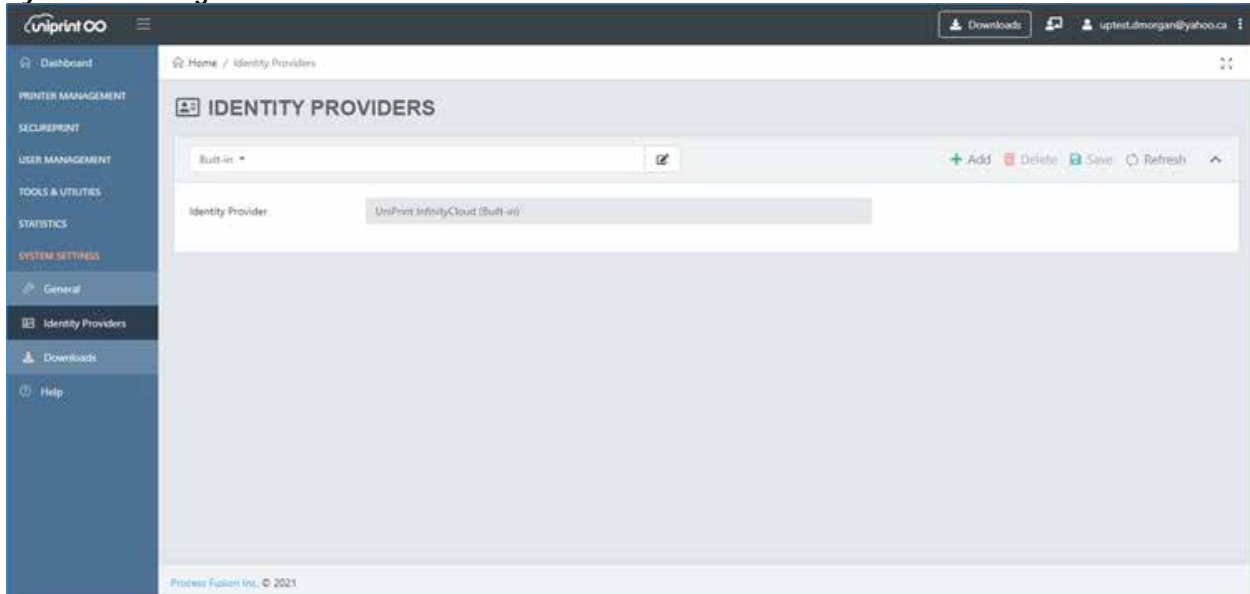 uniprint
Downloads
uptest.dmorgan@yahoo.ca
Dashboard
Home / Identity Providers
PRINTER MANAGEMENT
IDENTITY PROVIDERS
SECUREPRINT
USER MANAGEMENT
Built-in
Add Delete Save Refresh
TOOLS & UTILITIES
Identity Provider
UniPrint InfinityCloud (Built-in)
STATISTICS
SYSTEM SETTINGS
General
Identity Providers
Downloads
Help
Process Fusion Inc. © 2021